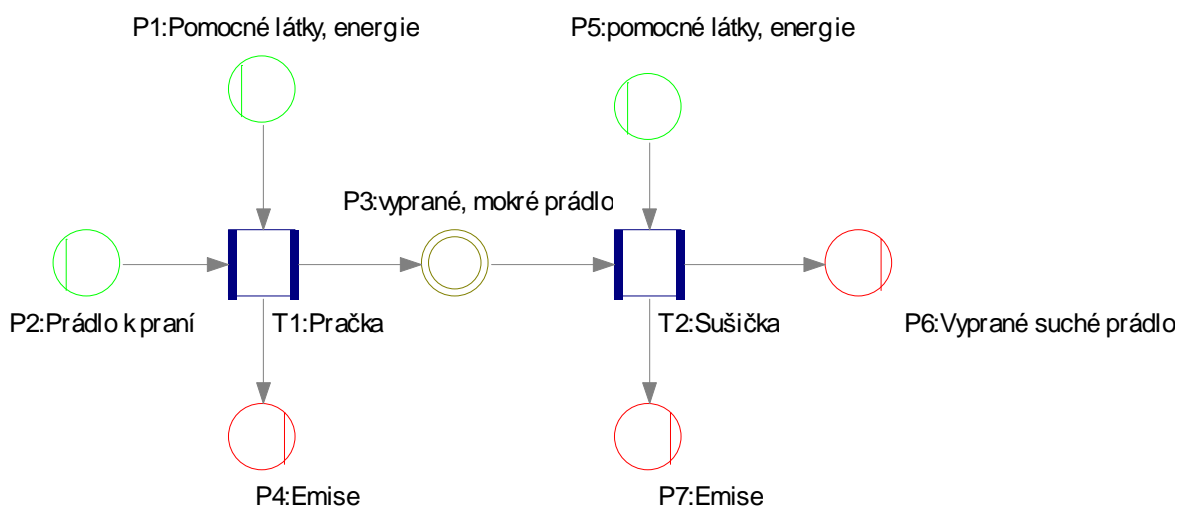 P1:Pomocné látky, energie
P5:pomocné látky, energie
P3:vyprané, mokré prádlo
P2:Prádlo k praní
T1:Pračka
T2:Sušička
P6:Vyprané suché prádlo
P4:Emise
P7:Emise